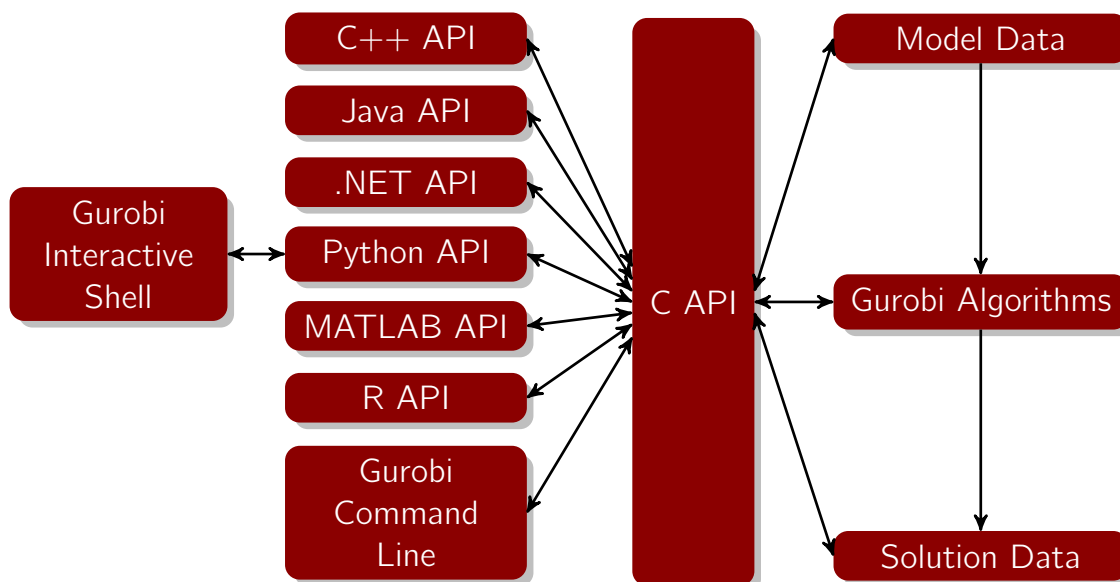 C++ API
Java API
.NET API
Python API
MATLAB API
R API
Gurobi
Command
Line
Gurobi
Interactive
Shell
C API
Model Data
Gurobi Algorithms
Solution Data